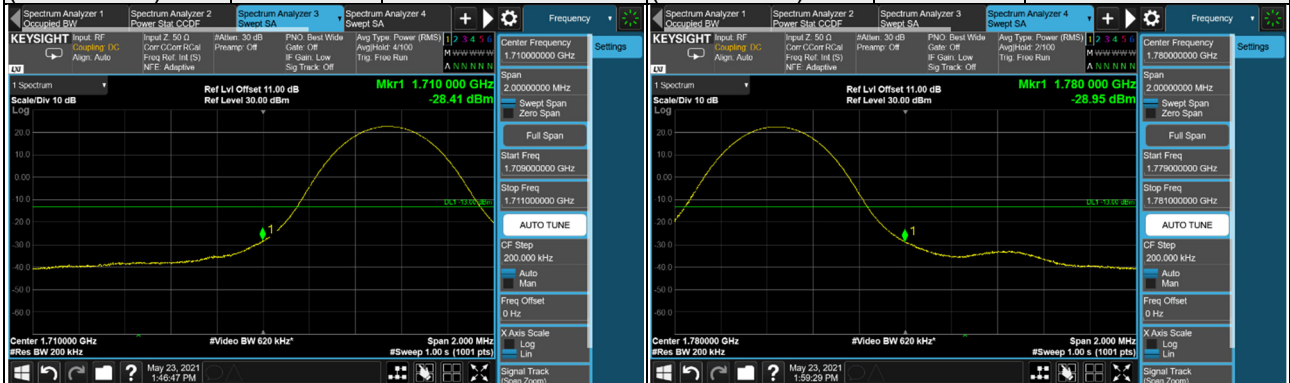 Spectrum Analyzer 1
Occupied BW
Spectrum Analyzer 2
Power Stat CCDF
Spectrum Analyzer 3
Swept SA
Spectrum Analyzer 4
Swept SA
+
Frequency
KEYSIGHT
Input: RF
Coupling: DC
Align: Auto
Input Z: 50 Ω
Corr CCorr RCal
Freq Ref: Int (S)
NFE: Adaptive
#Atten: 30 dB
Preamp: Off
PNO: Best Wide
Gate: Off
IF Gain: Low
Sig Track: Off
Avg Type: Power (RMS)
Avg|Hold: 4/100
Trig: Free Run
1 2 3 4 5 6
M W W W W W
A N N N N N
LXI
1 Spectrum
Scale/Div 10 dB
Log
Ref Lvl Offset 11.00 dB
Ref Level 30.00 dBm
Mkr1 1.710 000 GHz
-28.41 dBm
20.0
10.0
0.00
-10.0
-20.0
-30.0
-40.0
-50.0
-60.0
DL1 -13.00 dBm
1
Center 1.710000 GHz
#Res BW 200 kHz
#Video BW 620 kHz*
Span 2.000 MHz
#Sweep 1.00 s (1001 pts)
May 23, 2021
1:46:47 PM
Center Frequency
1.710000000 GHz
Settings
Span
2.00000000 MHz
Swept Span
Zero Span
Full Span
Start Freq
1.709000000 GHz
Stop Freq
1.711000000 GHz
AUTO TUNE
CF Step
200.000 kHz
Auto
Man
Freq Offset
0 Hz
X Axis Scale
Log
Lin
Signal Track
(Span Zoom)
Spectrum Analyzer 1
Occupied BW
Spectrum Analyzer 2
Power Stat CCDF
Spectrum Analyzer 3
Swept SA
Spectrum Analyzer 4
Swept SA
+
Frequency
KEYSIGHT
Input: RF
Coupling: DC
Align: Auto
Input Z: 50 Ω
Corr CCorr RCal
Freq Ref: Int (S)
NFE: Adaptive
#Atten: 30 dB
Preamp: Off
PNO: Best Wide
Gate: Off
IF Gain: Low
Sig Track: Off
Avg Type: Power (RMS)
Avg|Hold: 2/100
Trig: Free Run
1 2 3 4 5 6
M W W W W W
A N N N N N
LXI
1 Spectrum
Scale/Div 10 dB
Log
Ref Lvl Offset 11.00 dB
Ref Level 30.00 dBm
Mkr1 1.780 000 GHz
-28.95 dBm
20.0
10.0
0.00
-10.0
-20.0
-30.0
-40.0
-50.0
-60.0
DL1 -13.00 dBm
1
Center 1.780000 GHz
#Res BW 200 kHz
#Video BW 620 kHz*
Span 2.000 MHz
#Sweep 1.00 s (1001 pts)
May 23, 2021
1:59:29 PM
Center Frequency
1.780000000 GHz
Settings
Span
2.00000000 MHz
Swept Span
Zero Span
Full Span
Start Freq
1.779000000 GHz
Stop Freq
1.781000000 GHz
AUTO TUNE
CF Step
200.000 kHz
Auto
Man
Freq Offset
0 Hz
X Axis Scale
Log
Lin
Signal Track
(Span Zoom)